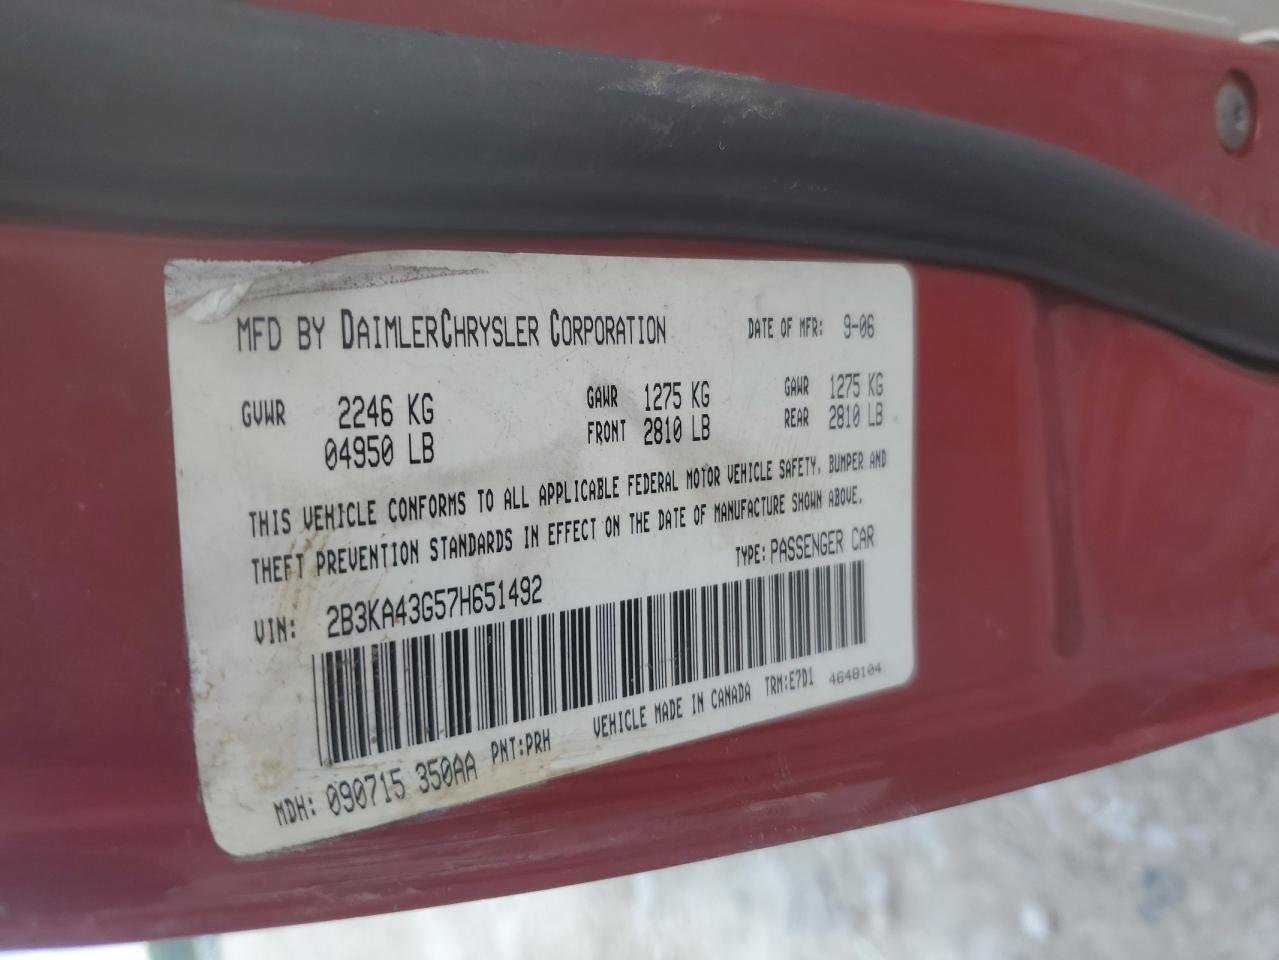 MFD BY DAIMLERCHRYSLER CORPORATION DATE OF MFR: 9-06
GVWR 2246 KG GAWR 1275 KG GAWR 1275 KG
04950 LB FRONT 2810 LB REAR 2810 LB
THIS VEHICLE CONFORMS TO ALL APPLICABLE FEDERAL MOTOR VEHICLE SAFETY, BUMPER AND
THEFT PREVENTION STANDARDS IN EFFECT ON THE DATE OF MANUFACTURE SHOWN ABOVE.
VIN: 2B3KA43G57H651492 TYPE: PASSENGER CAR
MDH: 090715 350AA PNT:PRH VEHICLE MADE IN CANADA TRM:E7D1 4648104